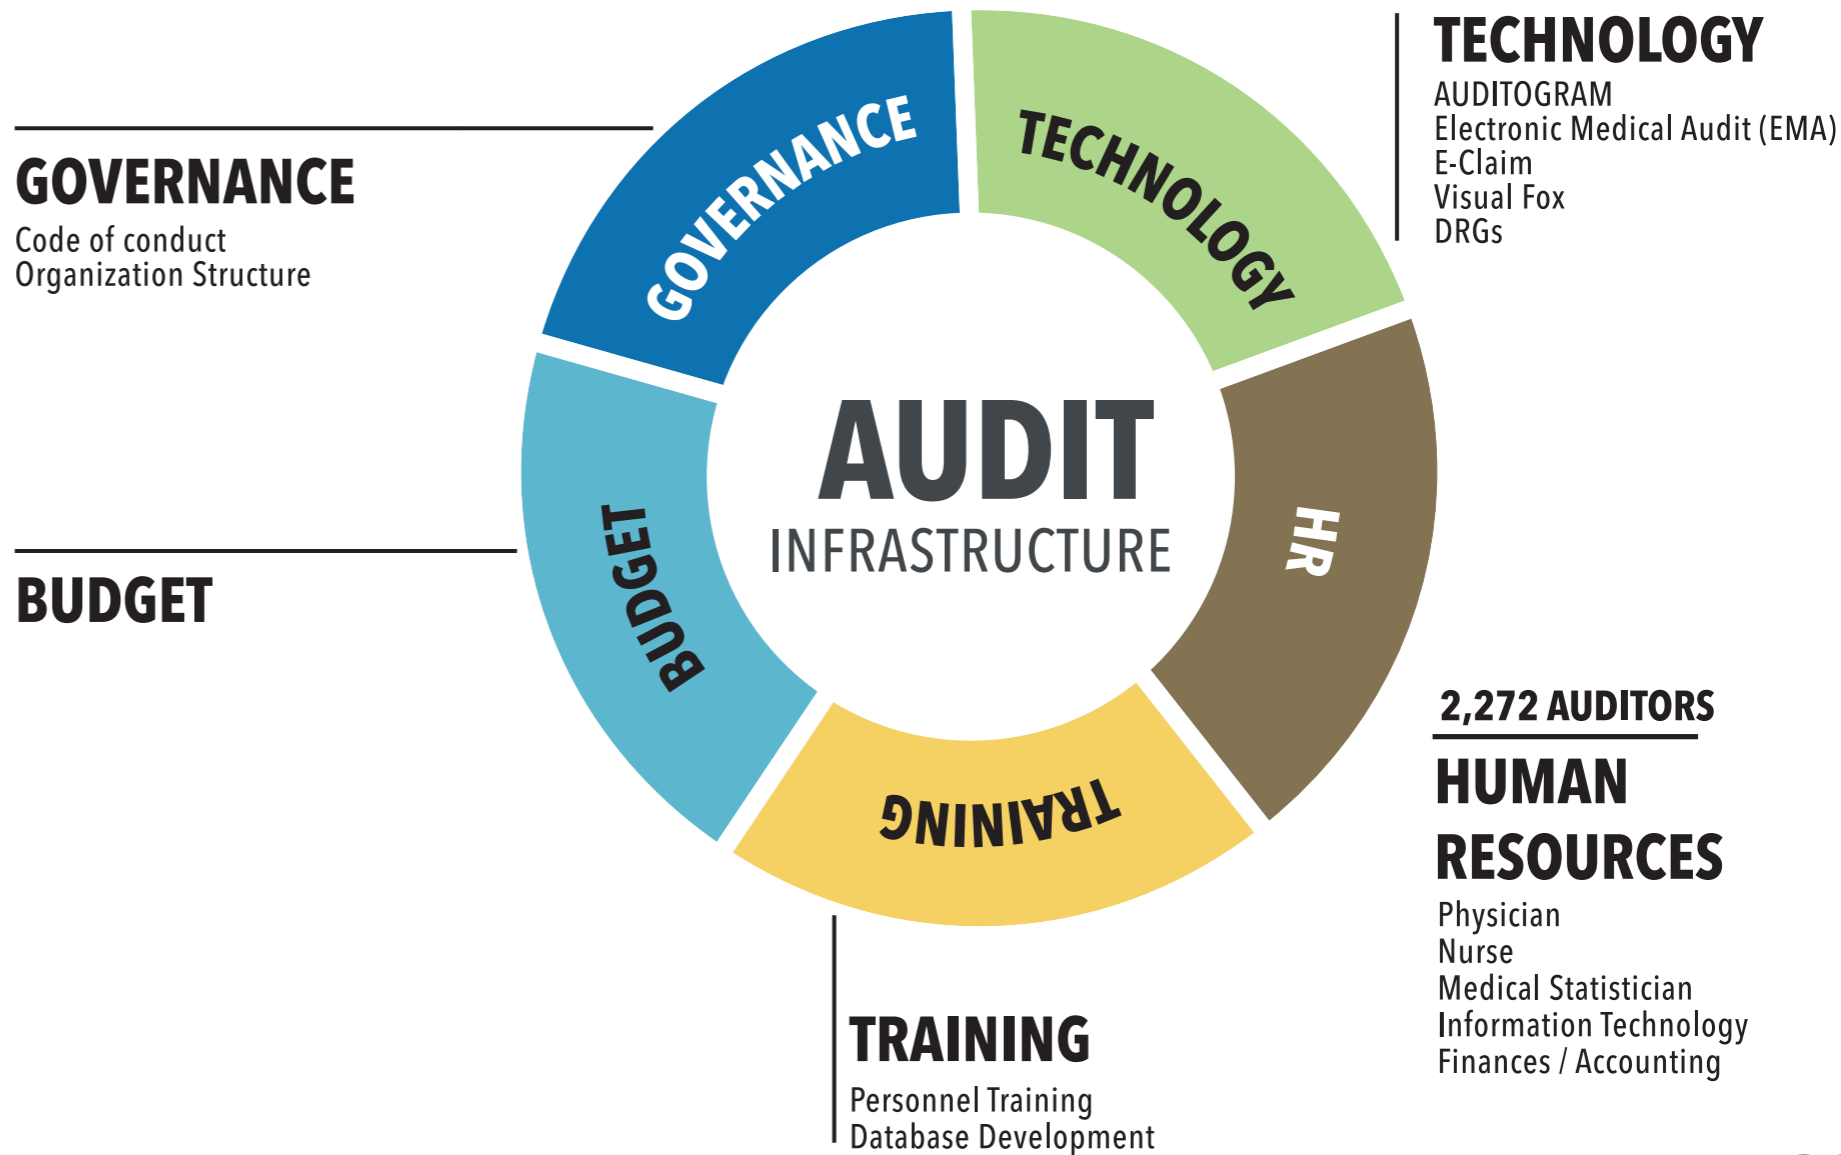 GOVERNANCE
Code of conduct
Organization Structure
BUDGET
GOVERNANCE
TECHNOLOGY
HR
TRAINING
BUDGET
AUDIT
INFRASTRUCTURE
TECHNOLOGY
AUDITOGRAM
Electronic Medical Audit (EMA)
E-Claim
Visual Fox
DRGs
2,272 AUDITORS
HUMAN
RESOURCES
Physician
Nurse
Medical Statistician
Information Technology
Finances / Accounting
TRAINING
Personnel Training
Database Development